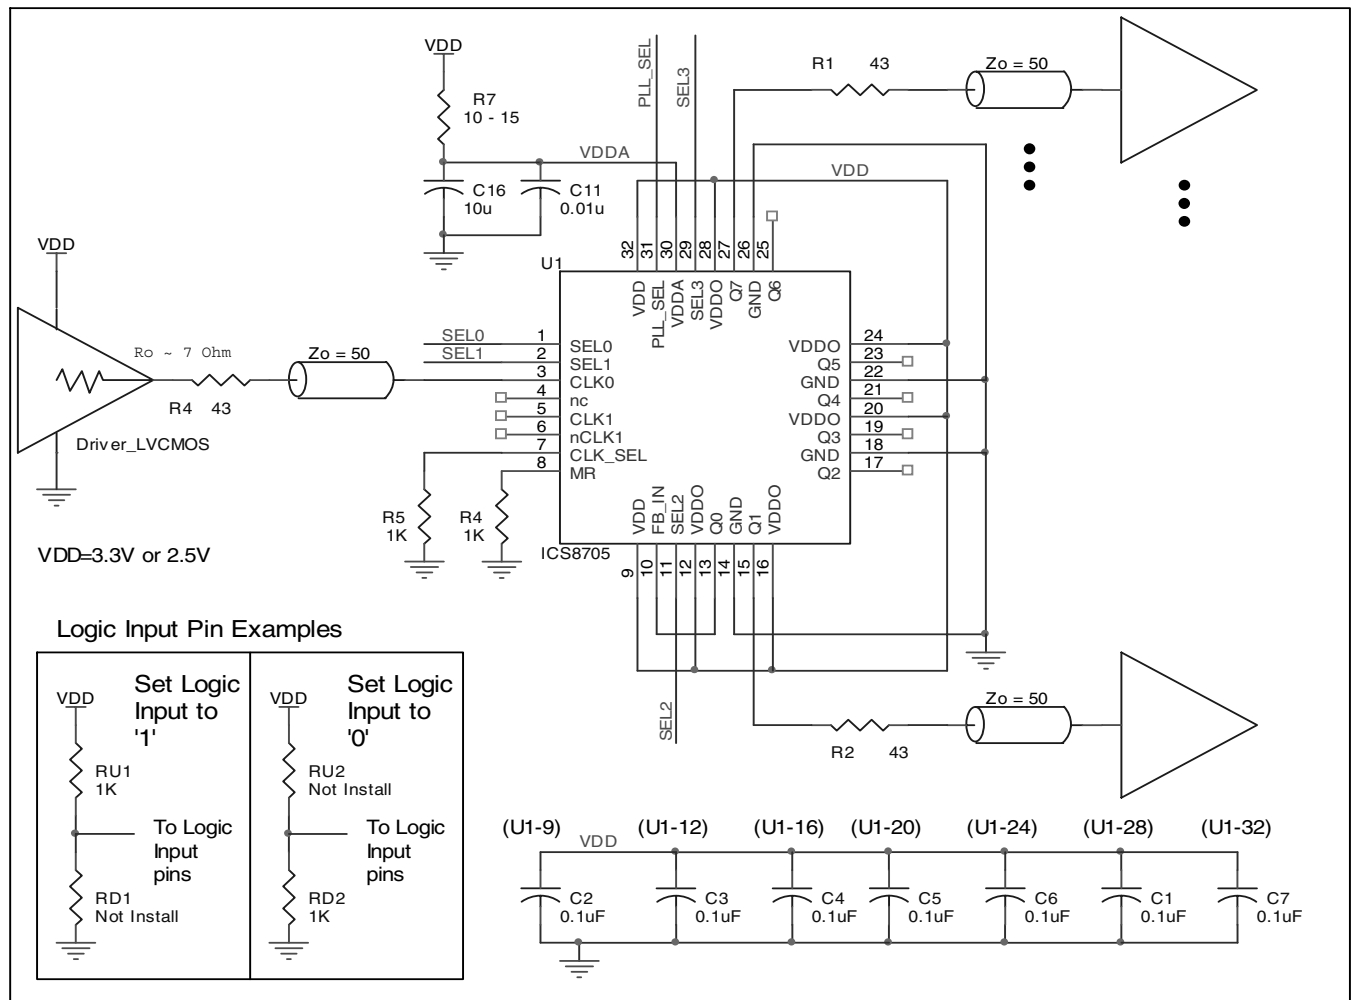 VDD
R7
10 - 15
VDDA
C16
10u
C11
0.01u
PLL_SEL
SEL3
R1 43
Zo = 50
VDD
VDD
Ro ~ 7 Ohm
R4 43
Zo = 50
Driver_LVCMOS
SEL0
SEL1
U1
32
31
30
29
28
27
26
25
VDD
PLL_SEL
VDDA
SEL3
VDDO
Q7
GND
Q6
1 SEL0
2 SEL1
3 CLK0
4 nc
5 CLK1
6 nCLK1
7 CLK_SEL
8 MR
VDDO 24
Q5 23
GND 22
Q4 21
VDDO 20
Q3 19
GND 18
Q2 17
VDD
FB_IN
SEL2
VDDO
Q0
GND
Q1
VDDO
9
10
11
12
13
14
15
16
ICS8705
R5
1K
R4
1K
SEL2
R2 43
Zo = 50
VDD=3.3V or 2.5V
Logic Input Pin Examples
VDD
Set Logic
Input to
'1'
RU1
1K
To Logic
Input
pins
RD1
Not Install
VDD
Set Logic
Input to
'0'
RU2
Not Install
To Logic
Input
pins
RD2
1K
(U1-9) (U1-12) (U1-16) (U1-20) (U1-24) (U1-28) (U1-32)
VDD
C2
0.1uF
C3
0.1uF
C4
0.1uF
C5
0.1uF
C6
0.1uF
C1
0.1uF
C7
0.1uF